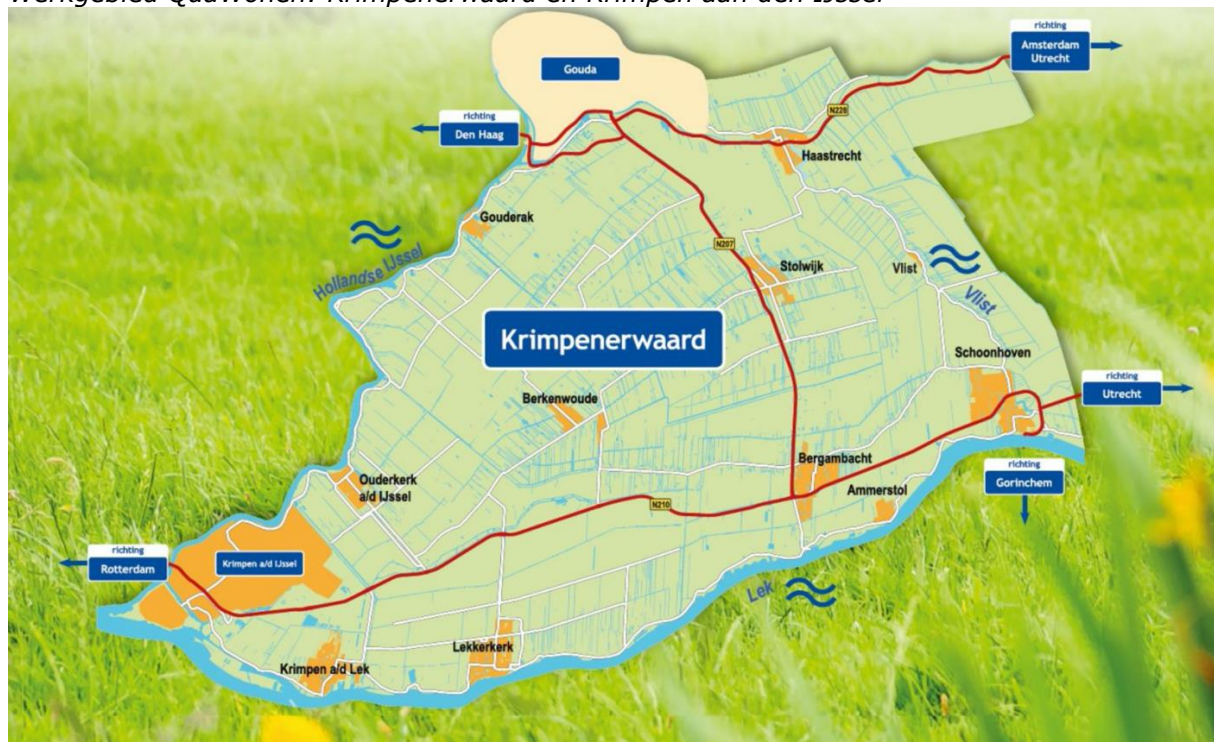 Werkgebied QuaWonen: Krimpenerwaard en Krimpen aan den IJssel
richting
Amsterdam
Utrecht
Gouda
richting
Den Haag
N228
Haastrecht
Gouderak
N207
Stolwijk
Vlist
Hollandse IJssel
Vlist
Krimpenerwaard
Schoonhoven
richting
Utrecht
Berkenwoude
Bergambacht
Ouderkerk
a/d IJssel
Ammerstol
richting
Gorinchem
N210
Krimpen a/d IJssel
richting
Rotterdam
Lek
Lekkerkerk
Krimpen a/d Lek